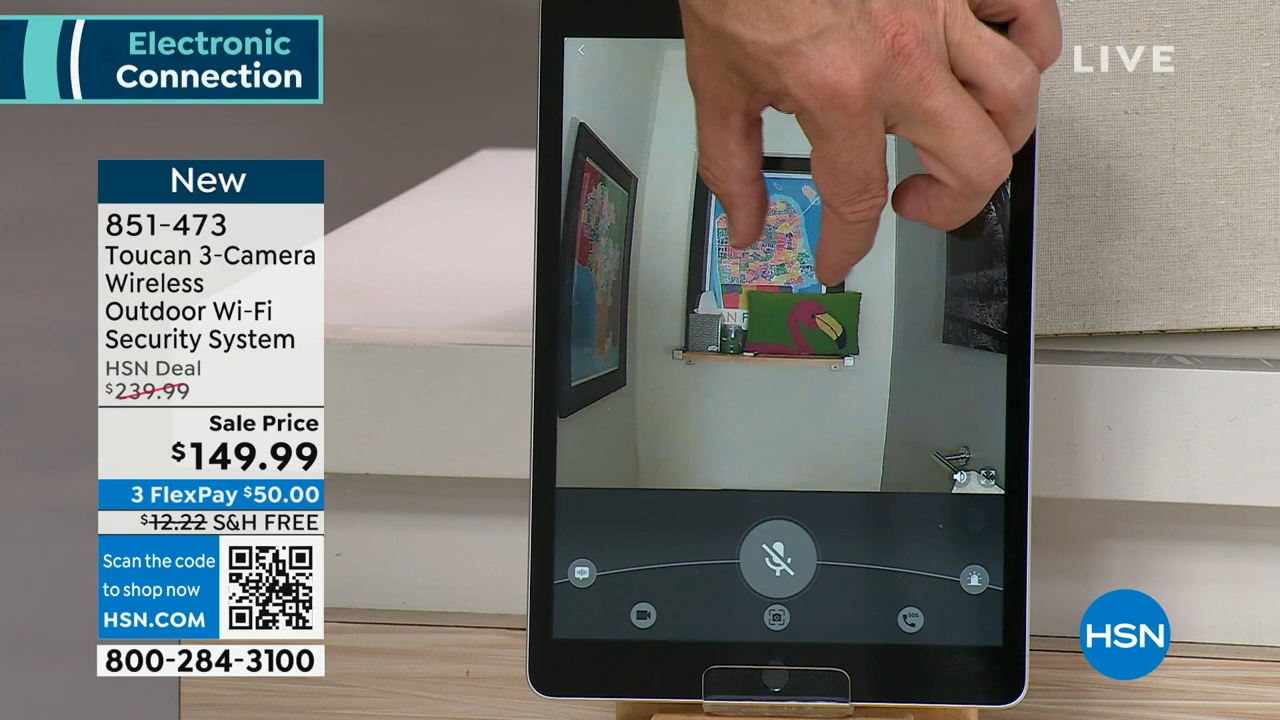 Electronic
Connection
LIVE
New
851-473
Toucan 3-Camera
Wireless
Outdoor Wi-Fi
Security System
HSN Deal
$239.99
Sale Price
$149.99
3 FlexPay $50.00
$12.22 S&H FREE
Scan the code
to shop now
HSN.COM
800-284-3100
SOS
HSN